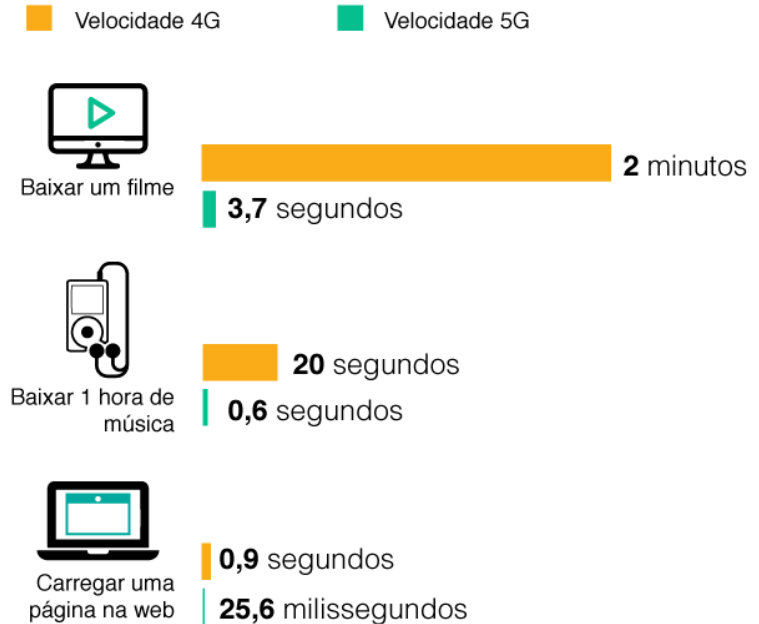 Velocidade 4G
Velocidade 5G
Baixar um filme
2 minutos
3,7 segundos
Baixar 1 hora de
música
20 segundos
0,6 segundos
Carregar uma
página na web
0,9 segundos
25,6 milissegundos